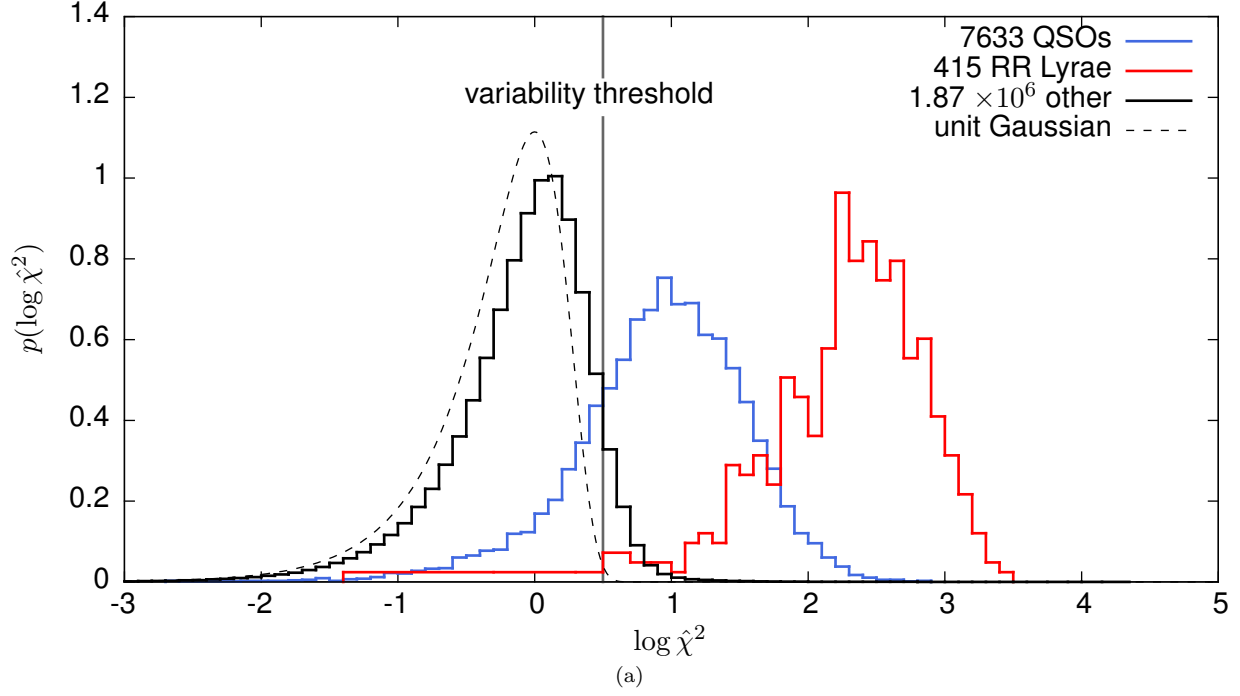 1.4
1.2
1
0.8
0.6
0.4
0.2
0
p(log χ̂²)
variability threshold
7633 QSOs
415 RR Lyrae
1.87 ×10⁶ other
unit Gaussian
-3 -2 -1 0 1 2 3 4 5
log χ̂²
(a)